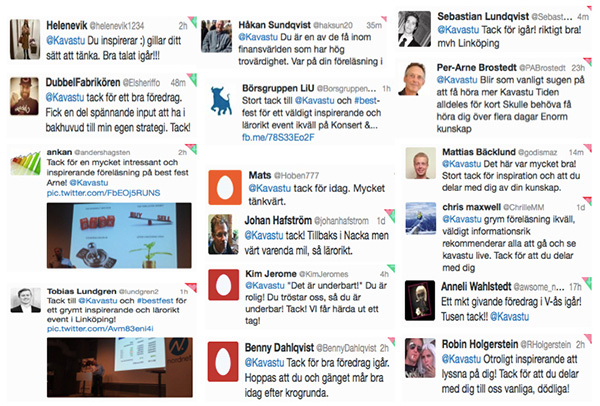 Helenevik @helenevik1234 2h
@Kavastu Du inspirerar :) gillar ditt
sätt att tänka. Bra talat igår!!!
DubbelFabrikören @Elsheriffo 48m
@Kavastu tack för ett bra föredrag.
Fick en del spännande input att ha i
bakhuvud till min egen strategi. Tack!
ankan @andershagsten 2h
Tack för en mycket intressant och
inspirerande föreläsning på best fest
Arne! @Kavastu
pic.twitter.com/FbEOj5RUNS
BUY SELL
Tobias Lundgren @lundgren2 1h
Tack till @Kavastu och #bestfest för
ett grymt inspirerande och lärorikt
event i Linköping!
pic.twitter.com/Avm83eni4i
Håkan Sundqvist @haksun20 35m
@Kavastu Du är en av de få inom
finansvärlden som har hög
trovärdighet. Var på din föreläsning i
Börsgruppen LiU @Börsgruppen... 1h
Stort tack till @Kavastu och #best-
fest för ett väldigt inspirerande och
lärorikt event ikväll på Konsert &...
fb.me/78S33Eo2F
Mats @Hoben777
@Kavastu tack för idag. Mycket
tänkvärt.
Johan Hafström @johanhafstrom 1d
@Kavastu tack! Tillbaks i Nacka men
värt varenda mil, så lärorikt.
Kim Jerome @KimJeromes 4h
@Kavastu "Det är underbart!" Du är
rolig! Du tröstar oss, så du är
underbar! Tack! VI får härda ut ett
tag!
Benny Dahlqvist @BennyDahlqvist 2h
@Kavastu Tack för bra föredrag igår.
Hoppas att du och gänget mår bra
idag efter krogrunda.
Sebastian Lundqvist @Sebast... 4m
@Kavastu Tack för igår! riktigt bra!
mvh Linköping
Per-Arne Brostedt @PABrostedt 23h
@Kavastu Blir som vanligt sugen på
att få höra mer Kavastu Tiden
alldeles för kort Skulle behöva få
höra dig över flera dagar Enorm
kunskap
Mattias Bäcklund @godismaz 14m
@Kavastu Det här var mycket bra!
Stort tack för inspiration och att du
delar med dig av din kunskap.
chris maxwell @ChrilleMM 1d
@Kavastu grym föreläsning ikväll,
väldigt informationsrik
rekommenderar alla att gå och se
kavastu live. Tack för att du delar
med dig
Anneli Wahlstedt @awsome_n... 17h
Ett mkt givande föredrag i V-ås igår!
Tusen tack!! @Kavastu
Robin Holgerstein @RHolgerstein 2h
@Kavastu Otroligt inspirerande att
lyssna på dig! Tack för att du delar
med dig till oss vanliga, dödliga!